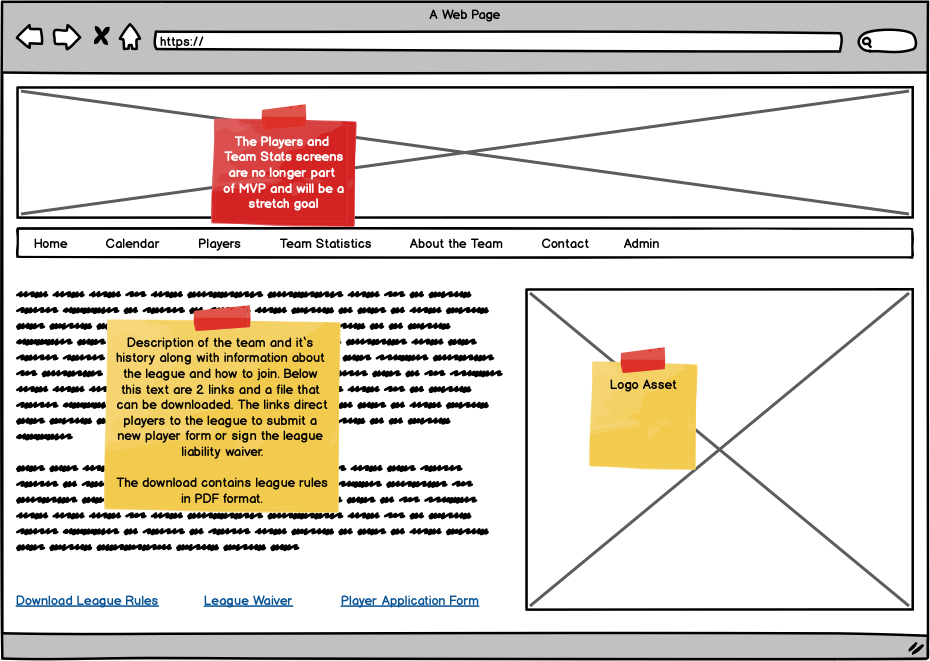 A Web Page
https://
The Players and
Team Stats screens
are no longer part
of MVP and will be a
stretch goal
Home Calendar Players Team Statistics About the Team Contact Admin
Description of the team and it`s
history along with information about
the league and how to join. Below
this text are 2 links and a file that
can be downloaded. The links direct
players to the league to submit a
new player form or sign the league
liability waiver.
The download contains league rules
in PDF format.
Logo Asset
Download League Rules League Waiver Player Application Form